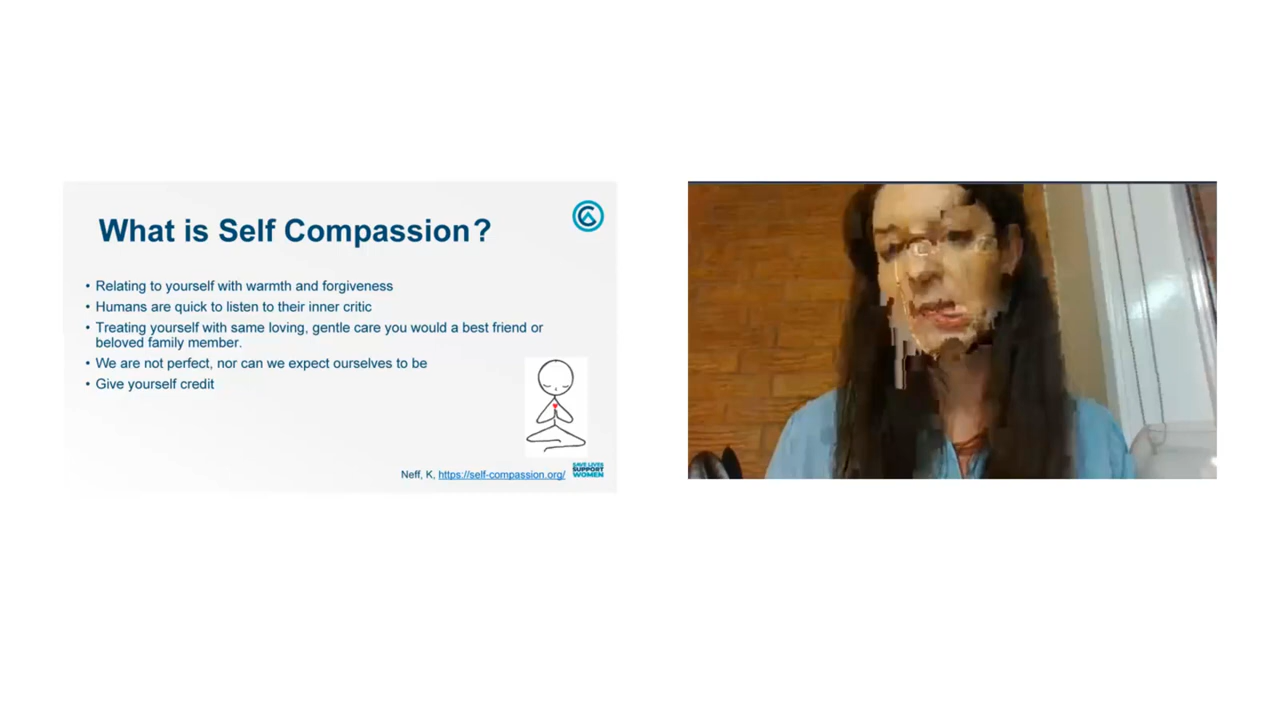 What is Self Compassion?
• Relating to yourself with warmth and forgiveness
• Humans are quick to listen to their inner critic
• Treating yourself with same loving, gentle care you would a best friend or
beloved family member.
• We are not perfect, nor can we expect ourselves to be
• Give yourself credit
Neff, K, https://self-compassion.org/
SAVE LIVES
SUPPORT
WOMEN